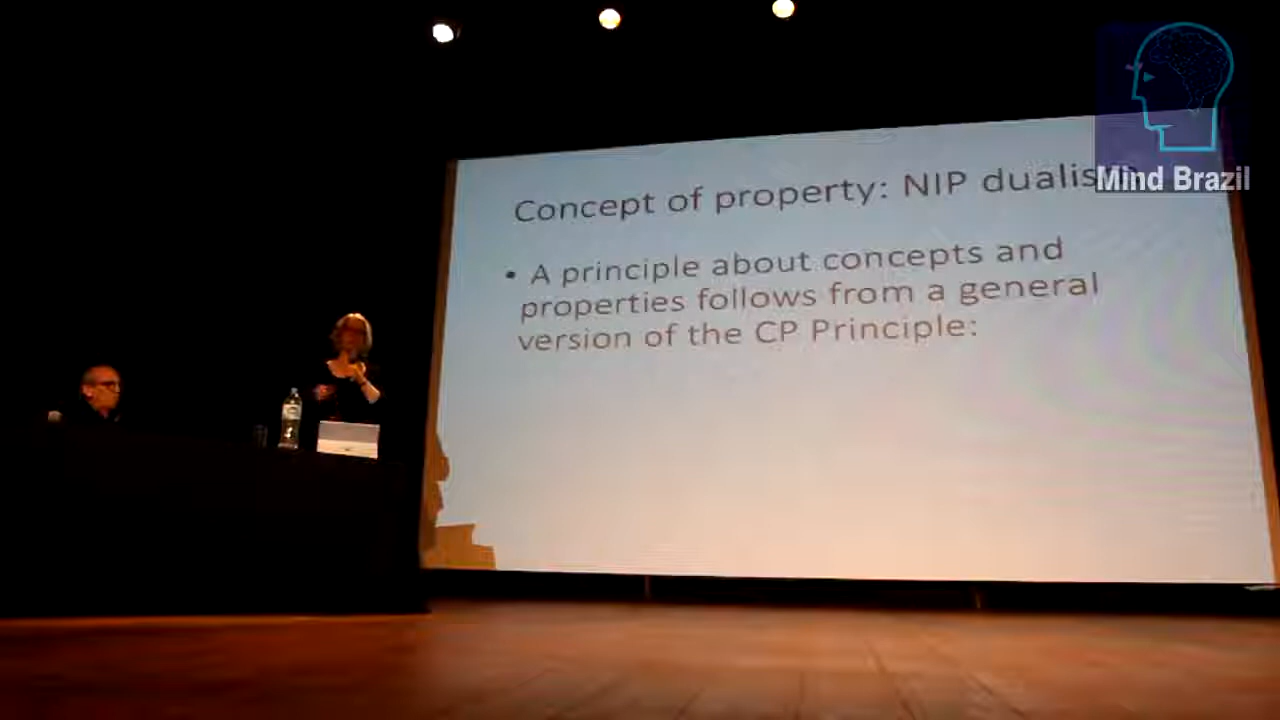 Concept of property: NIP
Mind Brazil
• A principle about concepts and
properties follows from a general
version of the CP Principle: